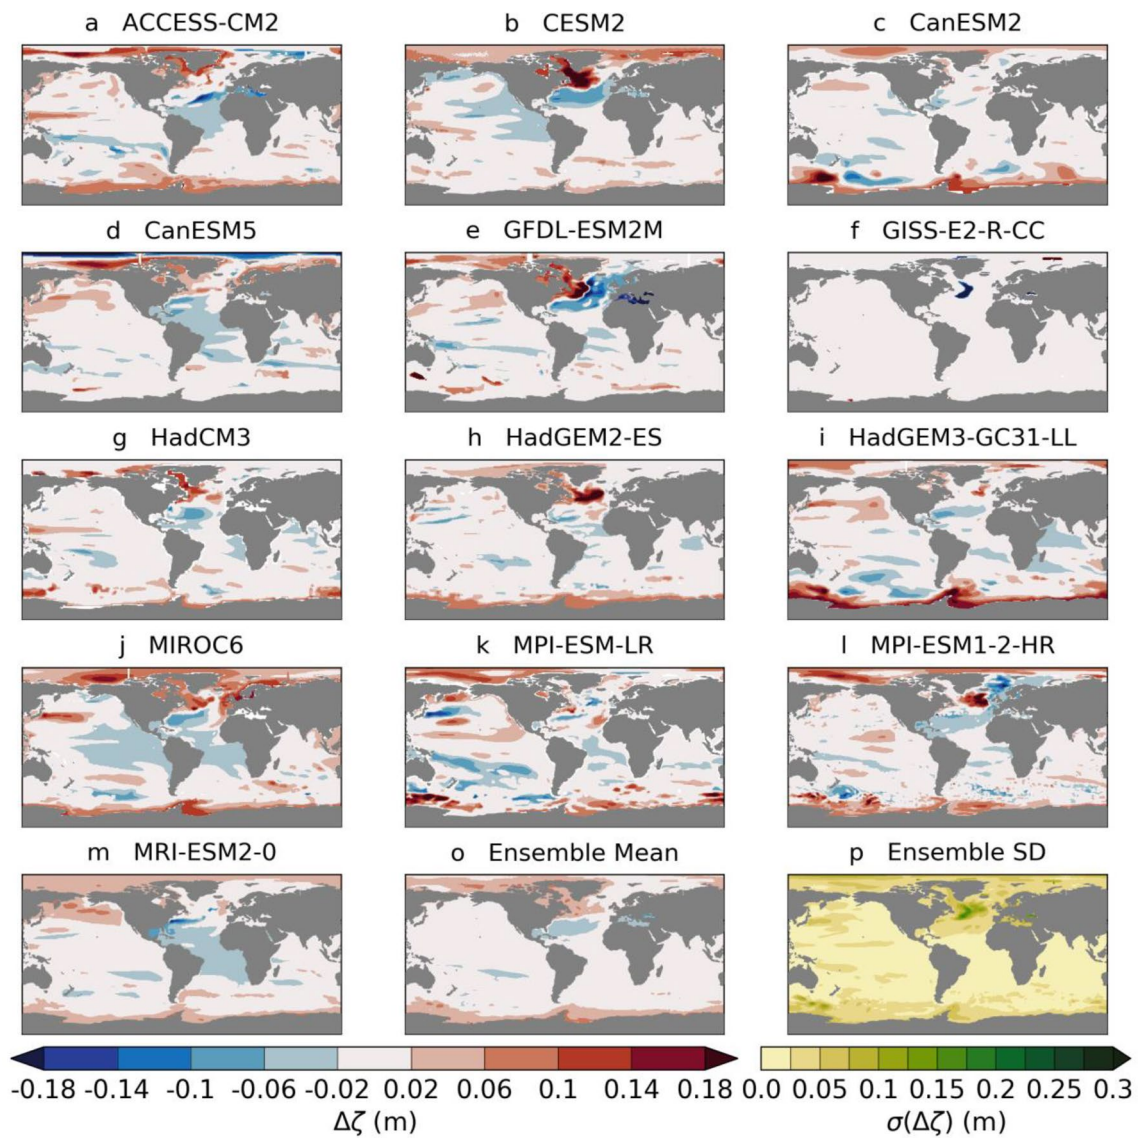 a ACCESS-CM2
b CESM2
c CanESM2
d CanESM5
e GFDL-ESM2M
f GISS-E2-R-CC
g HadCM3
h HadGEM2-ES
i HadGEM3-GC31-LL
j MIROC6
k MPI-ESM-LR
l MPI-ESM1-2-HR
m MRI-ESM2-0
o Ensemble Mean
p Ensemble SD
-0.18 -0.14 -0.1 -0.06 -0.02 0.02 0.06 0.1 0.14 0.18
0.0 0.05 0.1 0.15 0.2 0.25 0.3
Δζ (m)
σ(Δζ) (m)